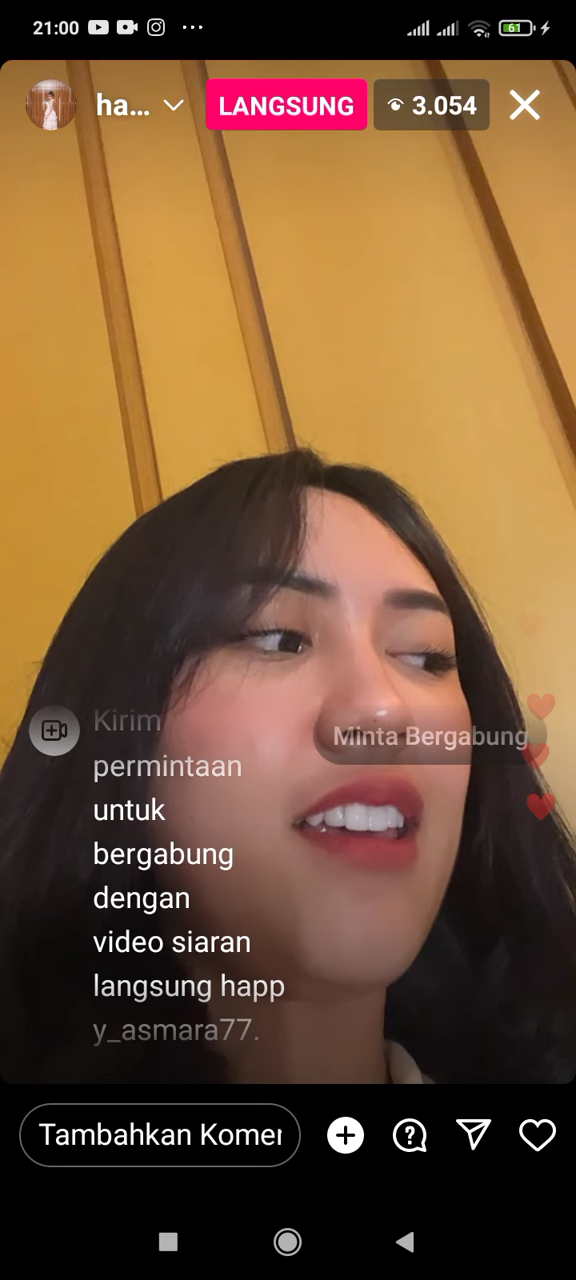 21:00 61
ha... LANGSUNG 3.054
Kirim
permintaan
untuk
bergabung
dengan
video siaran
langsung happ
y_asmara77.
Minta Bergabung
Tambahkan Komer